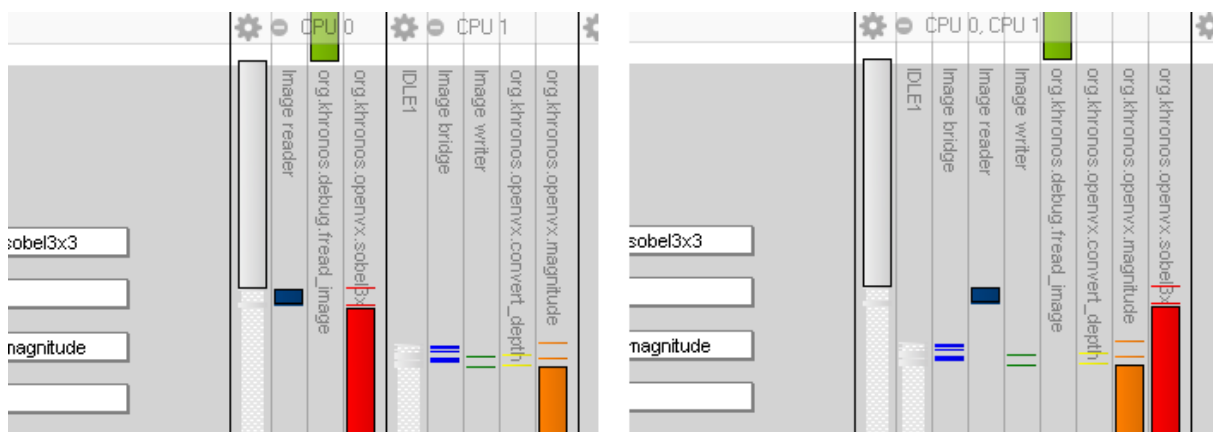 CPU 0
CPU 1
Image reader
org.khronos.debug.fread_image
org.khronos.openvx.sobel3x
IDLE1
Image bridge
Image writer
org.khronos.openvx.convert_depth
org.khronos.openvx.magnitude
sobel3x3
magnitude
CPU 0, CPU 1
IDLE1
Image bridge
Image reader
Image writer
org.khronos.debug.fread_image
org.khronos.openvx.convert_depth
org.khronos.openvx.magnitude
org.khronos.openvx.sobel3x
sobel3x3
magnitude